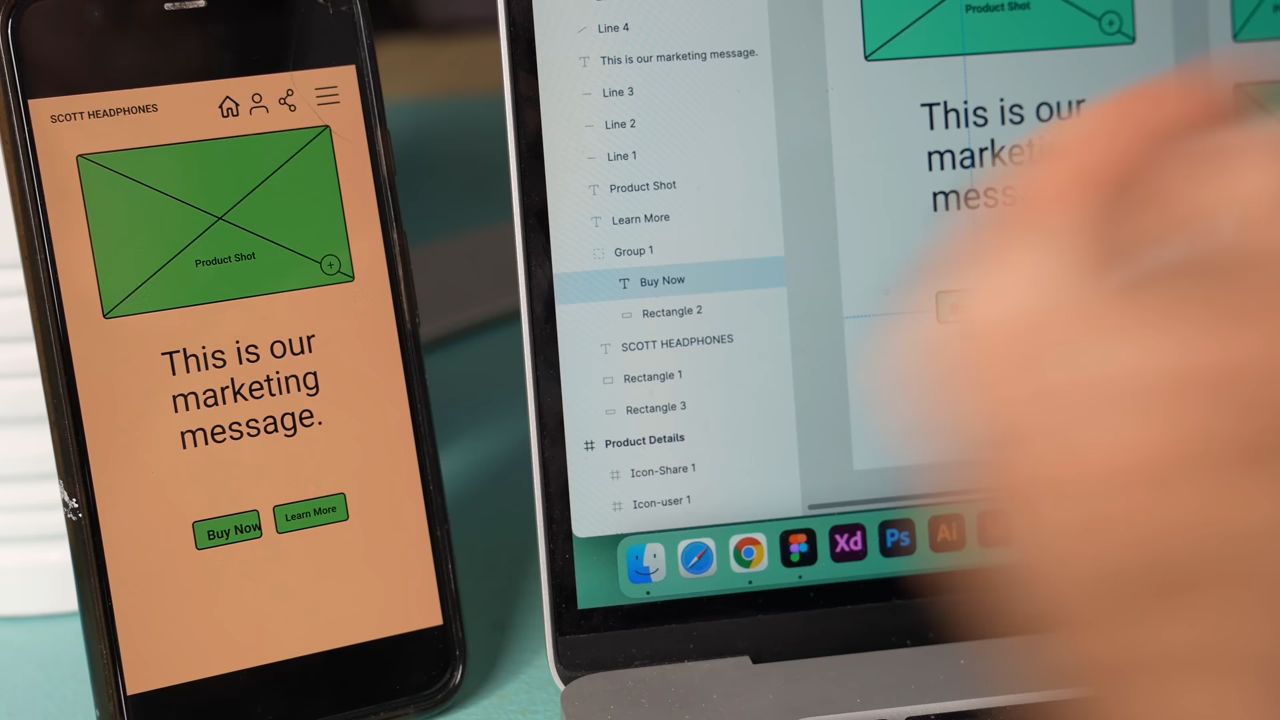 SCOTT HEADPHONES
Product Shot
This is our
marketing
message.
Buy Now
Learn More
Line 4
This is our marketing message.
Line 3
Line 2
Line 1
Product Shot
Learn More
Group 1
Buy Now
Rectangle 2
SCOTT HEADPHONES
Rectangle 1
Rectangle 3
Product Details
Icon-Share 1
Icon-user 1
Product Shot
This is our
Xd
Ps
Ai